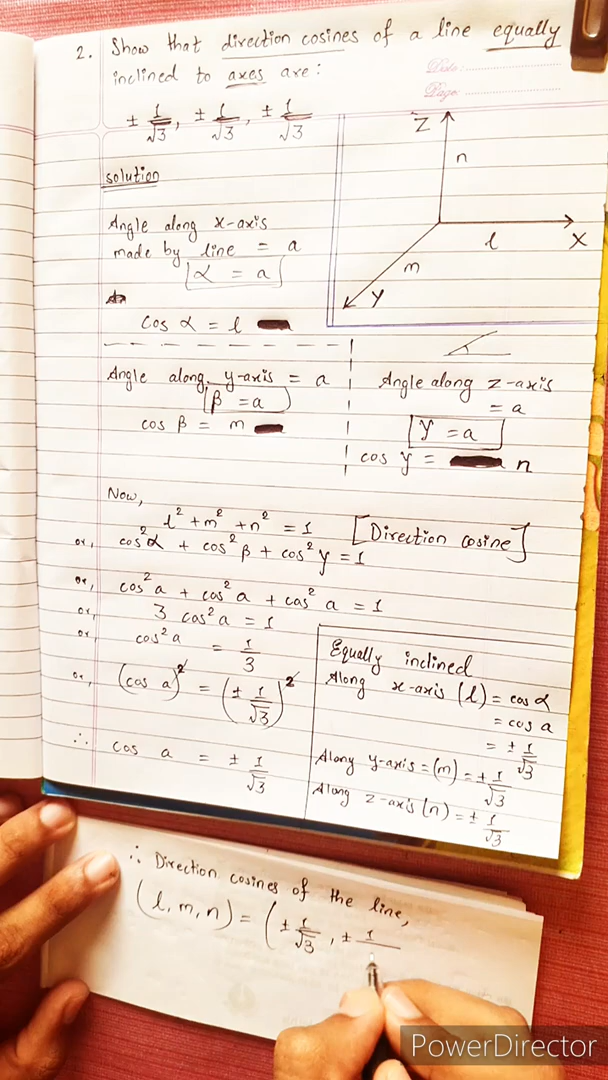 2. Show that direction cosines of a line equally
inclined to axes are:
Date:
Page:
± 1/√3, ± 1/√3, ± 1/√3
Z
n
l
X
m
Y
solution
Angle along x-axis
made by line = a
α = a
cos α = l
Angle along y-axis = a
β = a
cos β = m
Angle along z-axis
= a
γ = a
cos γ = n
Now,
l² + m² + n² = 1 [Direction cosine]
or, cos²α + cos²β + cos²γ = 1
or, cos²a + cos²a + cos²a = 1
or, 3 cos²a = 1
or cos²a = 1/3
or, (cos a)² = (± 1/√3)²
∴ cos a = ± 1/√3
Equally inclined
Along x-axis (l) = cos α
= cos a
= ± 1/√3
Along y-axis = (m) = ± 1/√3
Along z-axis (n) = ± 1/√3
∴ Direction cosines of the line,
(l, m, n) = (± 1/√3, ± 1/
PowerDirector